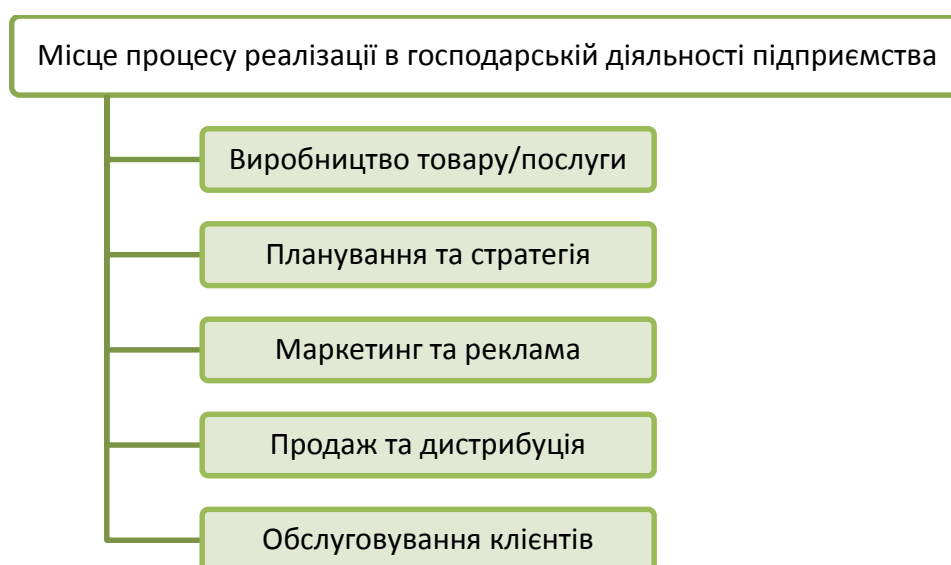 Місце процесу реалізації в господарській діяльності підприємства
Виробництво товару/послуги
Планування та стратегія
Маркетинг та реклама
Продаж та дистрибуція
Обслуговування клієнтів